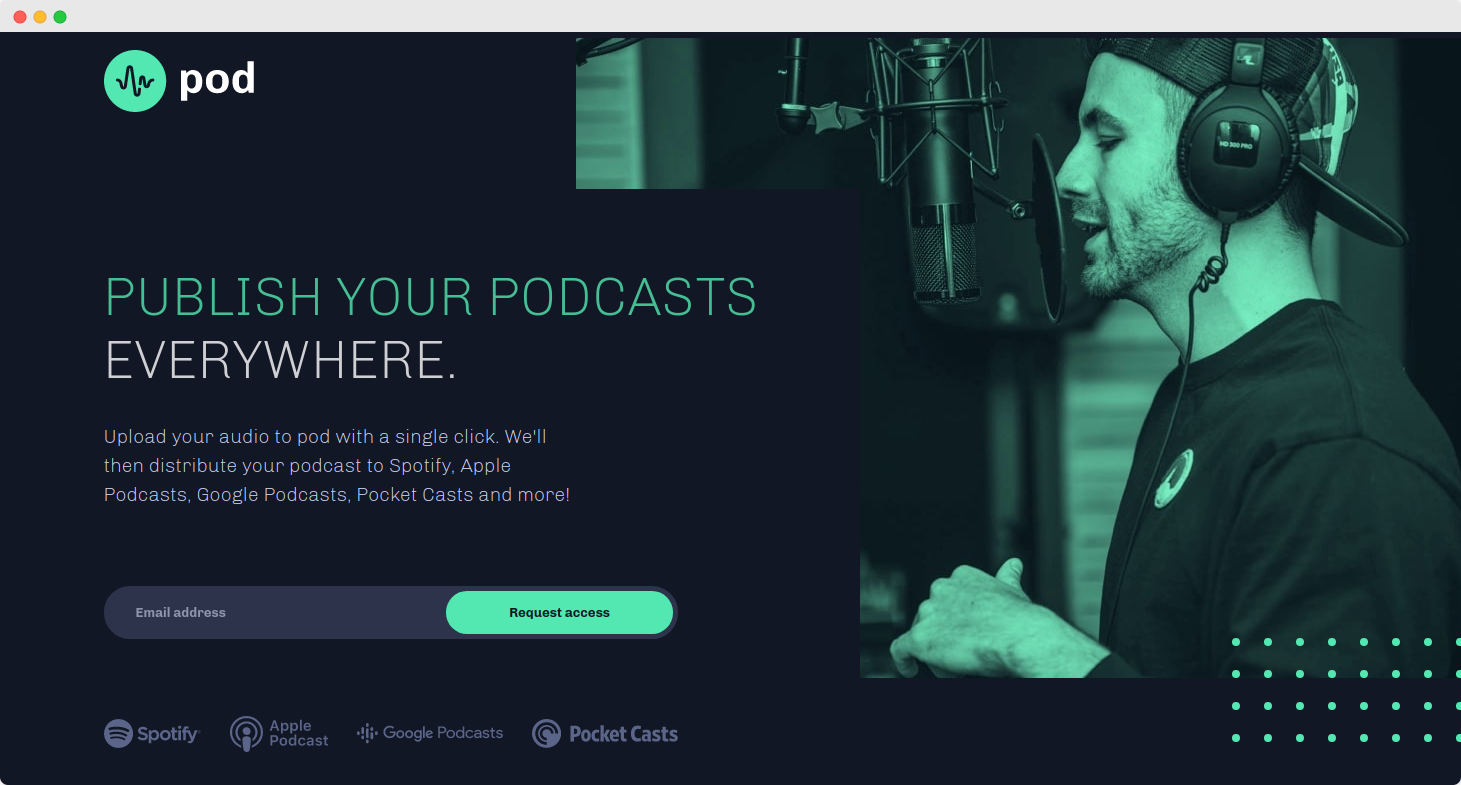 pod
HD 300 PRO
PUBLISH YOUR PODCASTS
EVERYWHERE.
Upload your audio to pod with a single click. We'll
then distribute your podcast to Spotify, Apple
Podcasts, Google Podcasts, Pocket Casts and more!
Email address
Request access
Spotify
Apple
Podcast
Google Podcasts
Pocket Casts